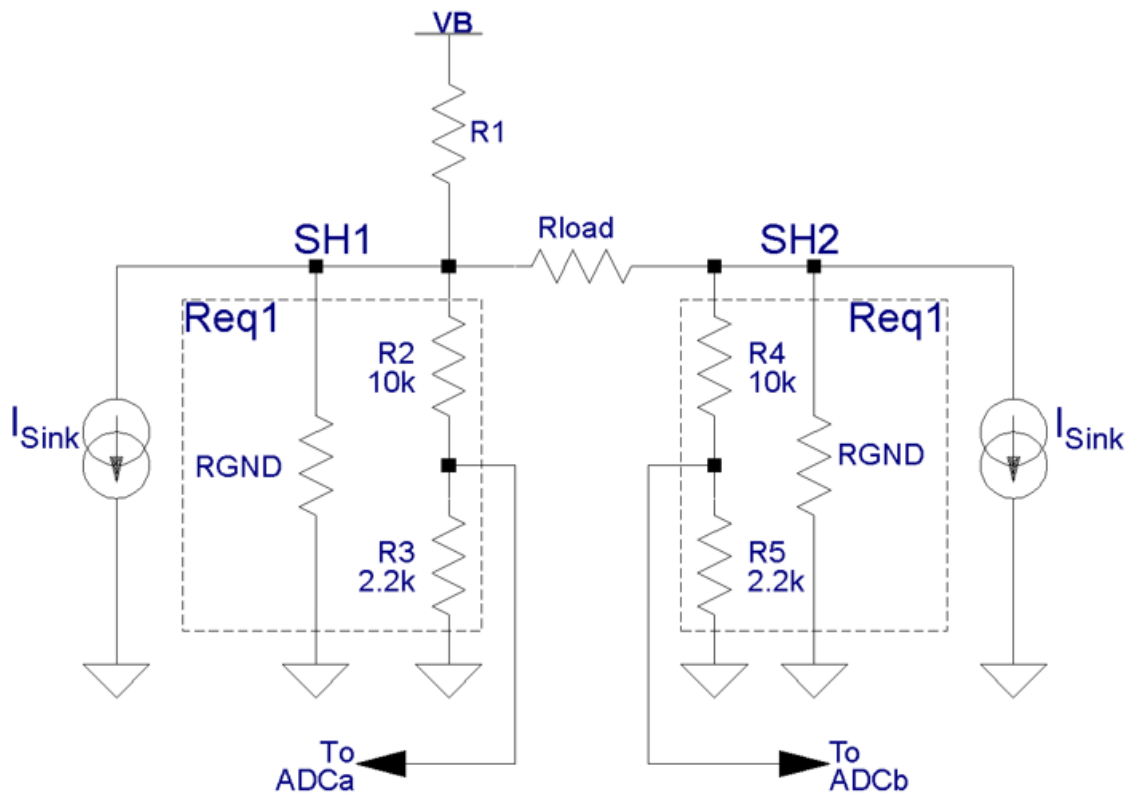 VB
R1
Rload
SH1
SH2
Req1
Req1
R2
10k
R4
10k
ISink
RGND
RGND
ISink
R3
2.2k
R5
2.2k
To
ADCa
To
ADCb